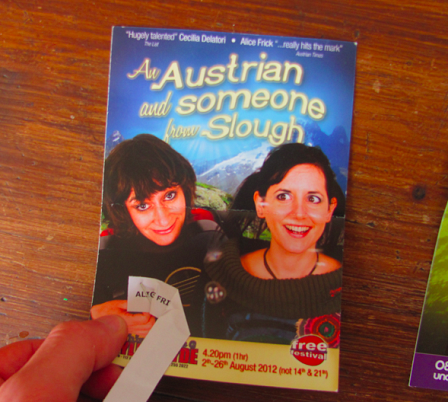 "Hugely talented" Cecilia Delatori • Alice Frick "...really hits the mark"
The List Austrian Times
An Austrian
and someone
from Slough
ALSO FRI
free
festival
4.20pm (1hr)
2nd-26th August 2012 (not 14th & 21st)